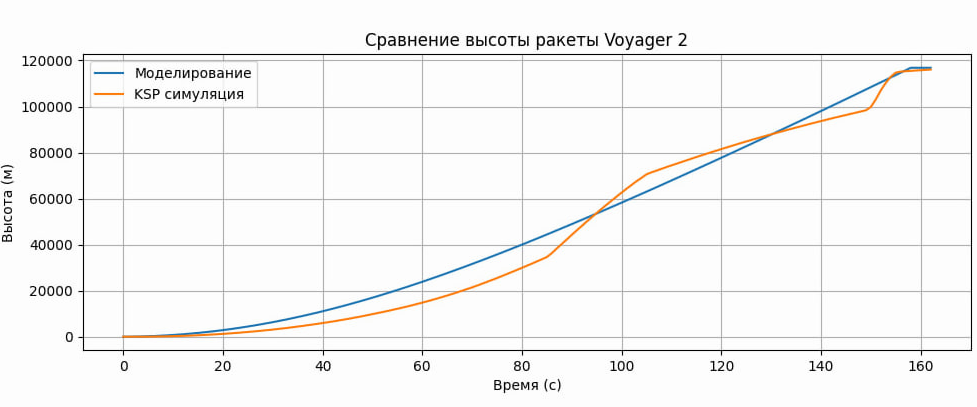 Сравнение высоты ракеты Voyager 2
Высота (м)
120000
100000
80000
60000
40000
20000
0
Моделирование
KSP симуляция
0 20 40 60 80 100 120 140 160
Время (с)